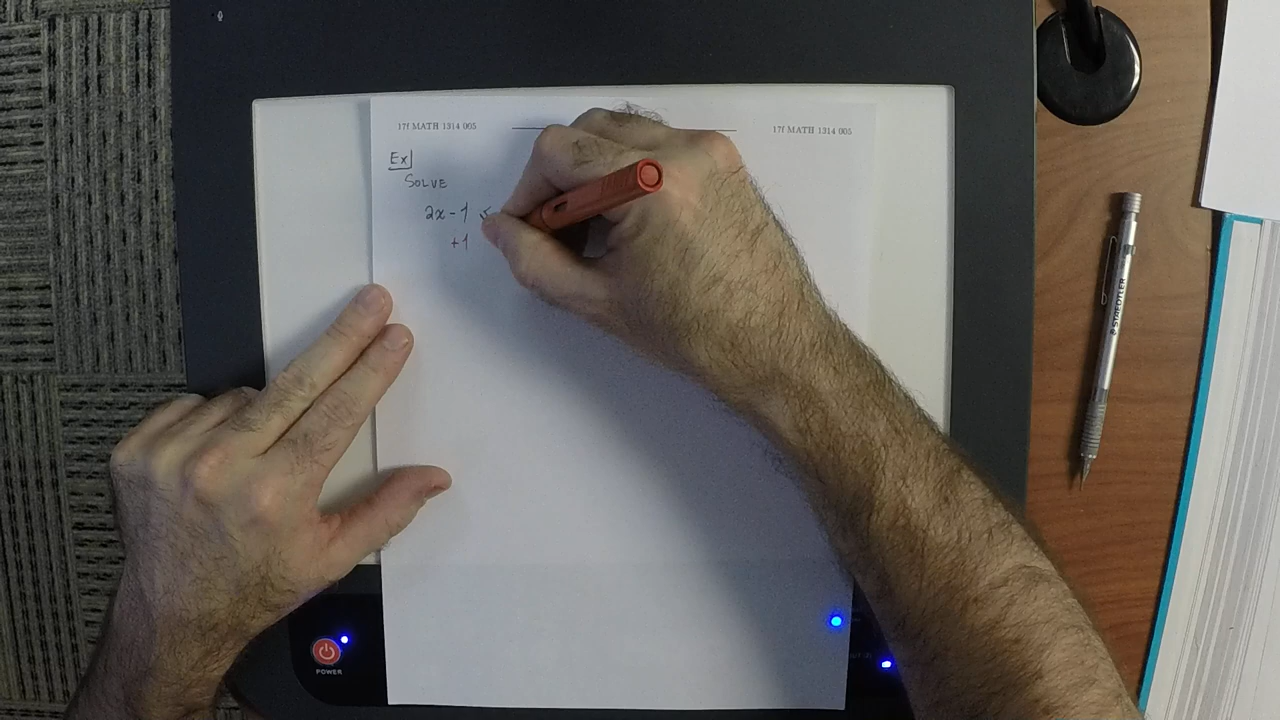 17f MATH 1314 005 17f MATH 1314 005
Ex
SOLVE
2x - 1
+1
STAEDTLER
POWER